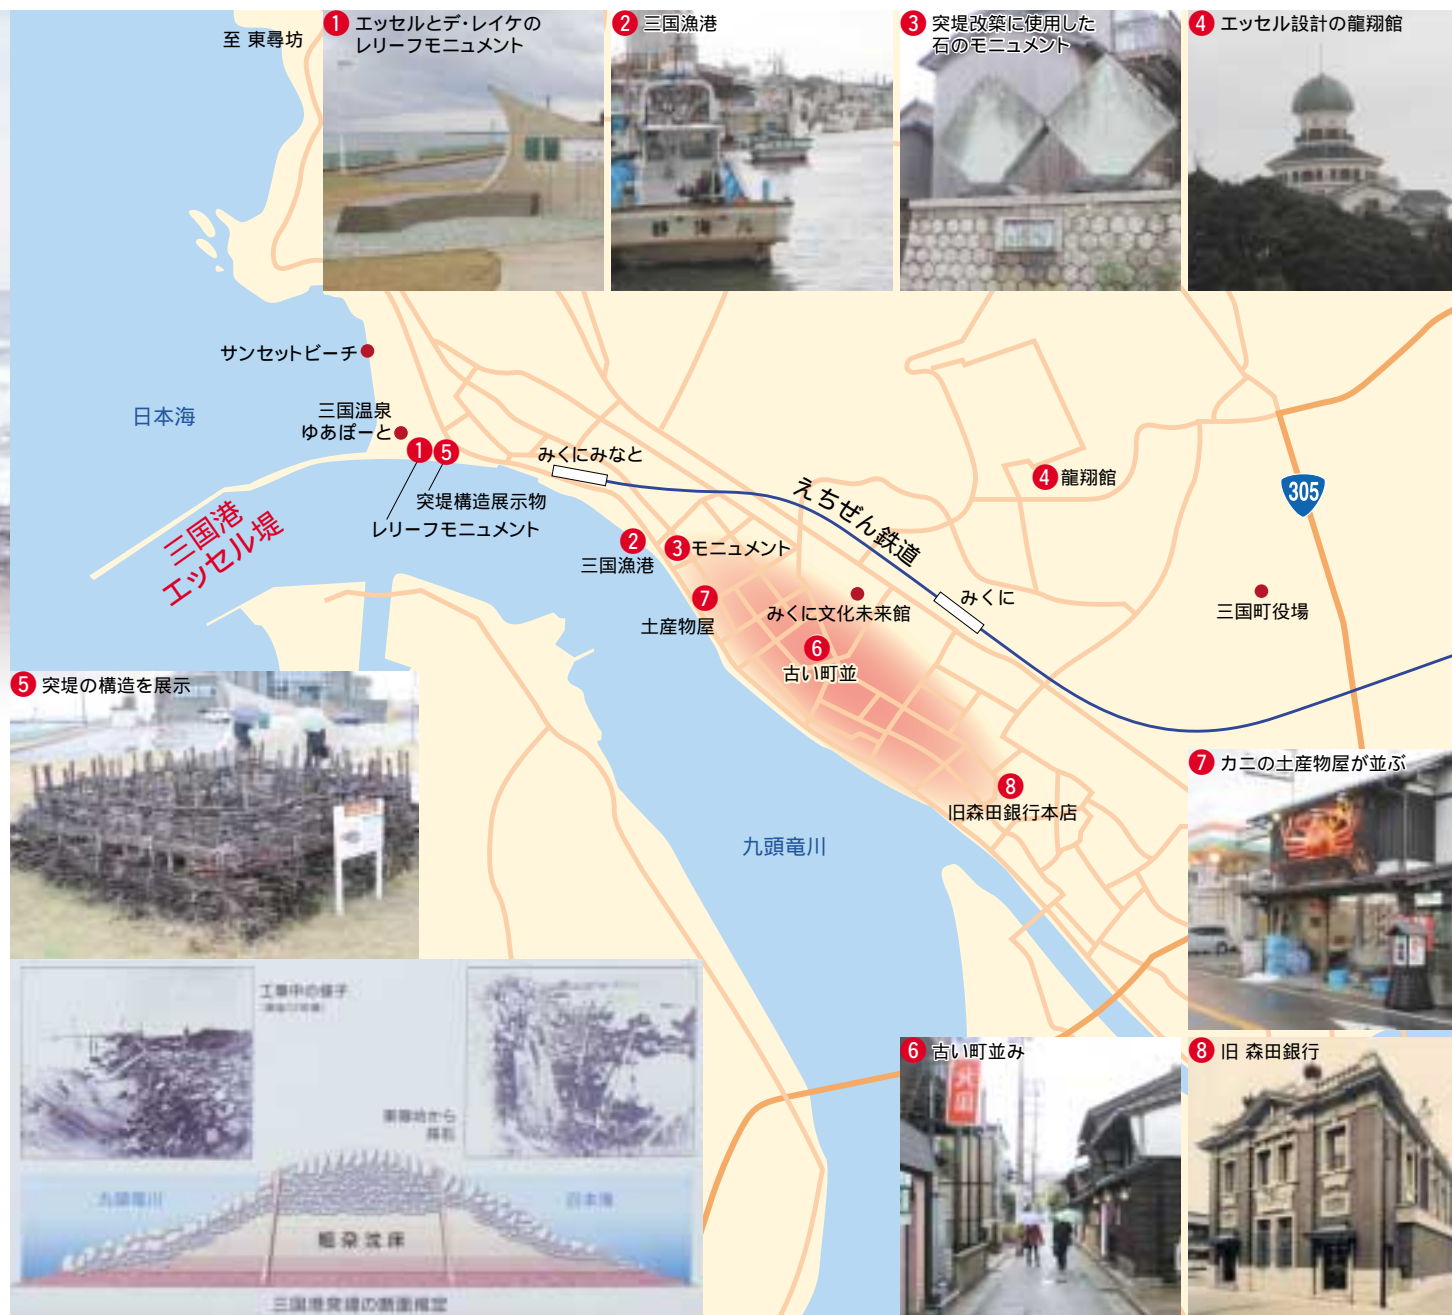 至 東尋坊
1 エッセルとデ・レイケの
レリーフモニュメント
2 三国漁港
3 突堤改築に使用した
石のモニュメント
4 エッセル設計の龍翔館
サンセットビーチ
日本海
三国温泉
ゆあぽーと
1
5
突堤構造展示物
レリーフモニュメント
三国港
エッセル堤
みくにみなと
えちぜん鉄道
4 龍翔館
305
2
三国漁港
3 モニュメント
7
土産物屋
みくに文化未来館
みくに
三国町役場
6
古い町並
8
旧森田銀行本店
九頭竜川
5 突堤の構造を展示
7 カニの土産物屋が並ぶ
工事中の様子
東尋坊から
採石
九頭竜川
日本海
粗朶沈床
三国港突堤の断面推定
6 古い町並み
8 旧 森田銀行